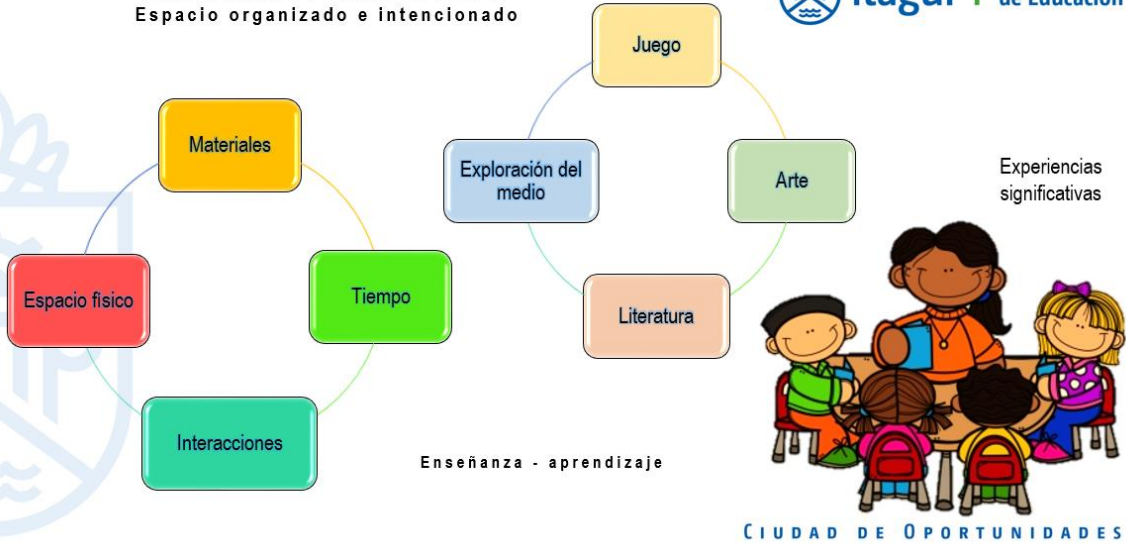 Espacio organizado e intencionado
de Educación
Juego
Materiales
Exploración del
medio
Arte
Experiencias
significativas
Espacio físico
Tiempo
Literatura
Interacciones
Enseñanza - aprendizaje
CIUDAD DE OPORTUNIDADES